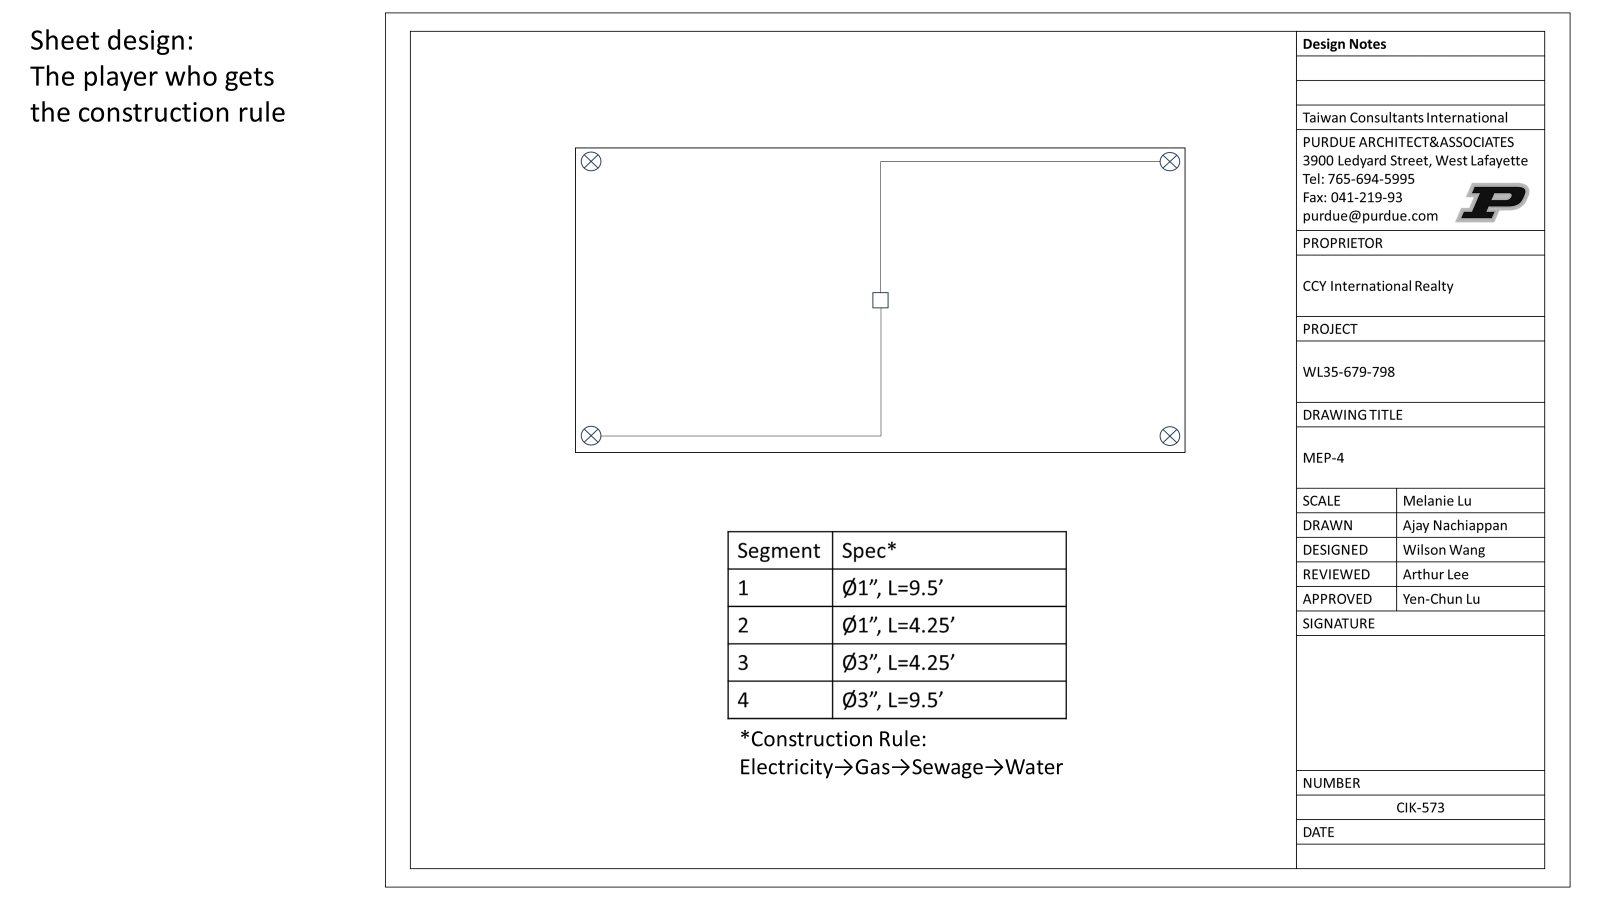 Sheet design:
The player who gets
the construction rule
Segment Spec*
1 Ø1”, L=9.5’
2 Ø1”, L=4.25’
3 Ø3”, L=4.25’
4 Ø3”, L=9.5’
*Construction Rule:
Electricity→Gas→Sewage→Water
Design Notes
Taiwan Consultants International
PURDUE ARCHITECT&ASSOCIATES
3900 Ledyard Street, West Lafayette
Tel: 765-694-5995
Fax: 041-219-93
purdue@purdue.com
P
PROPRIETOR
CCY International Realty
PROJECT
WL35-679-798
DRAWING TITLE
MEP-4
SCALE Melanie Lu
DRAWN Ajay Nachiappan
DESIGNED Wilson Wang
REVIEWED Arthur Lee
APPROVED Yen-Chun Lu
SIGNATURE
NUMBER
CIK-573
DATE